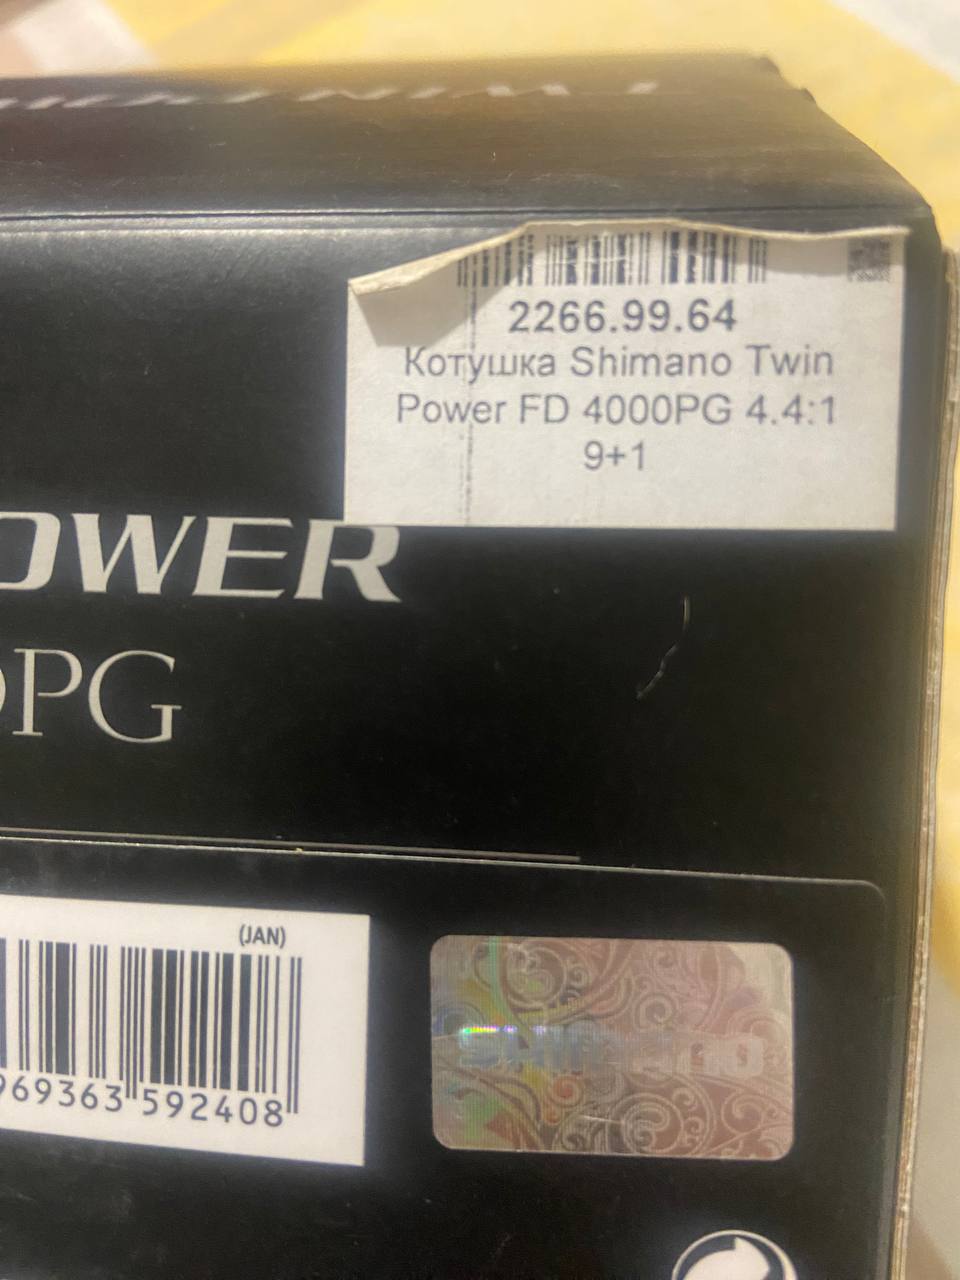 2266.99.64
Котушка Shimano Twin
Power FD 4000PG 4.4:1
9+1
OWER
PG
(JAN)
969363 592408
SHIMANO